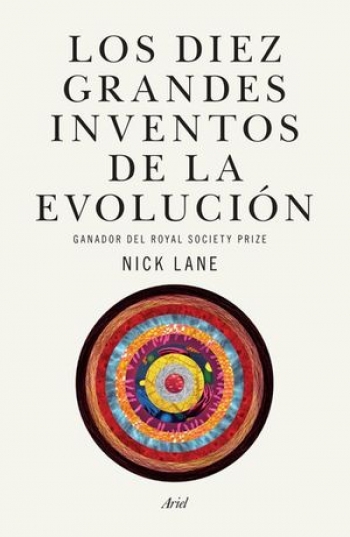 LOS DIEZ
GRANDES
INVENTOS
DE LA
EVOLUCIÓN
GANADOR DEL ROYAL SOCIETY PRIZE
NICK LANE
Ariel